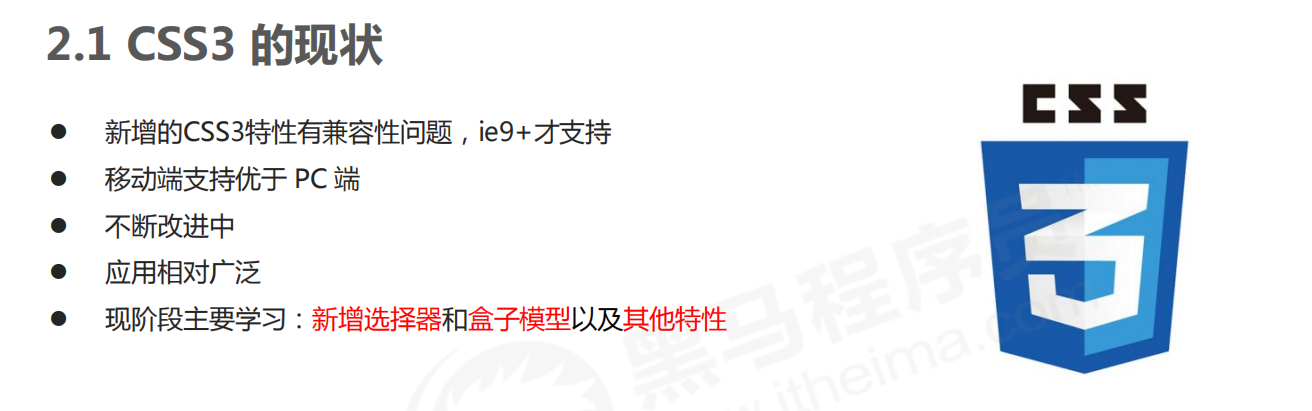 2.1 CSS3 的现状
● 新增的CSS3特性有兼容性问题，ie9+才支持
● 移动端支持优于 PC 端
● 不断改进中
● 应用相对广泛
● 现阶段主要学习：新增选择器和盒子模型以及其他特性
CSS
3
黑马程序员
www.itheima.com